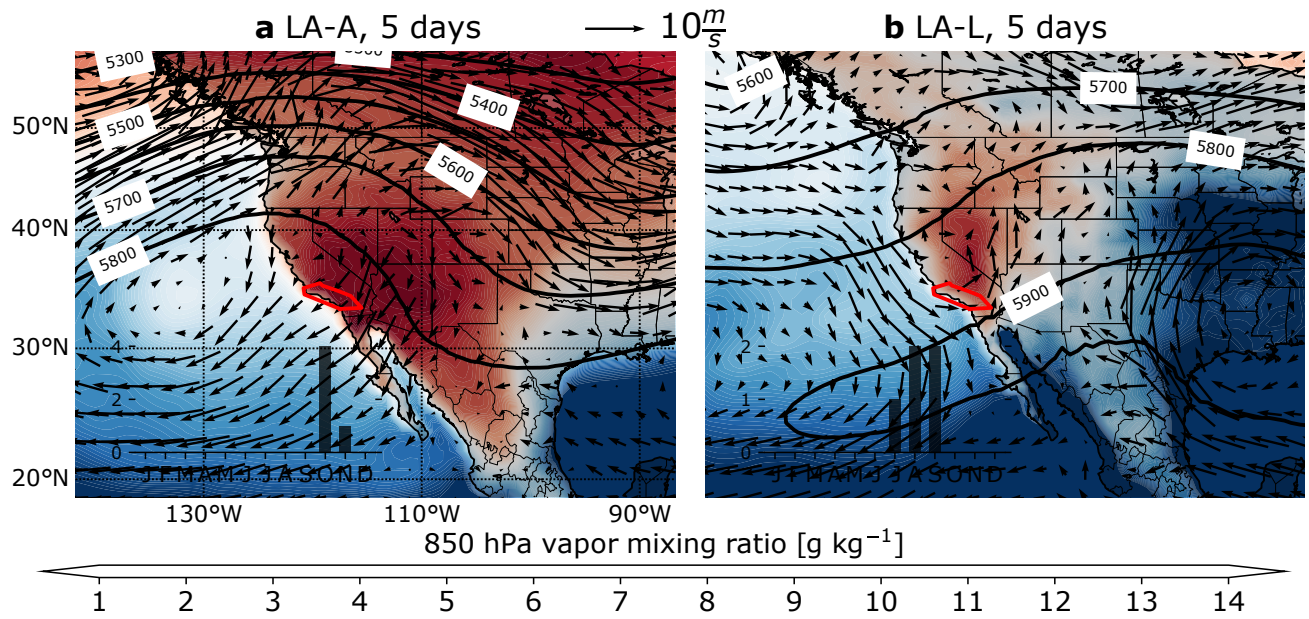 a LA-A, 5 days
10 m/s
b LA-L, 5 days
5300
5400
5500
5600
5700
5800
50°N
40°N
30°N
20°N
4
2
0
J F M A M J J A S O N D
130°W
110°W
90°W
5600
5700
5800
5900
2
1
0
J F M A M J J A S O N D
850 hPa vapor mixing ratio [g kg⁻¹]
1 2 3 4 5 6 7 8 9 10 11 12 13 14